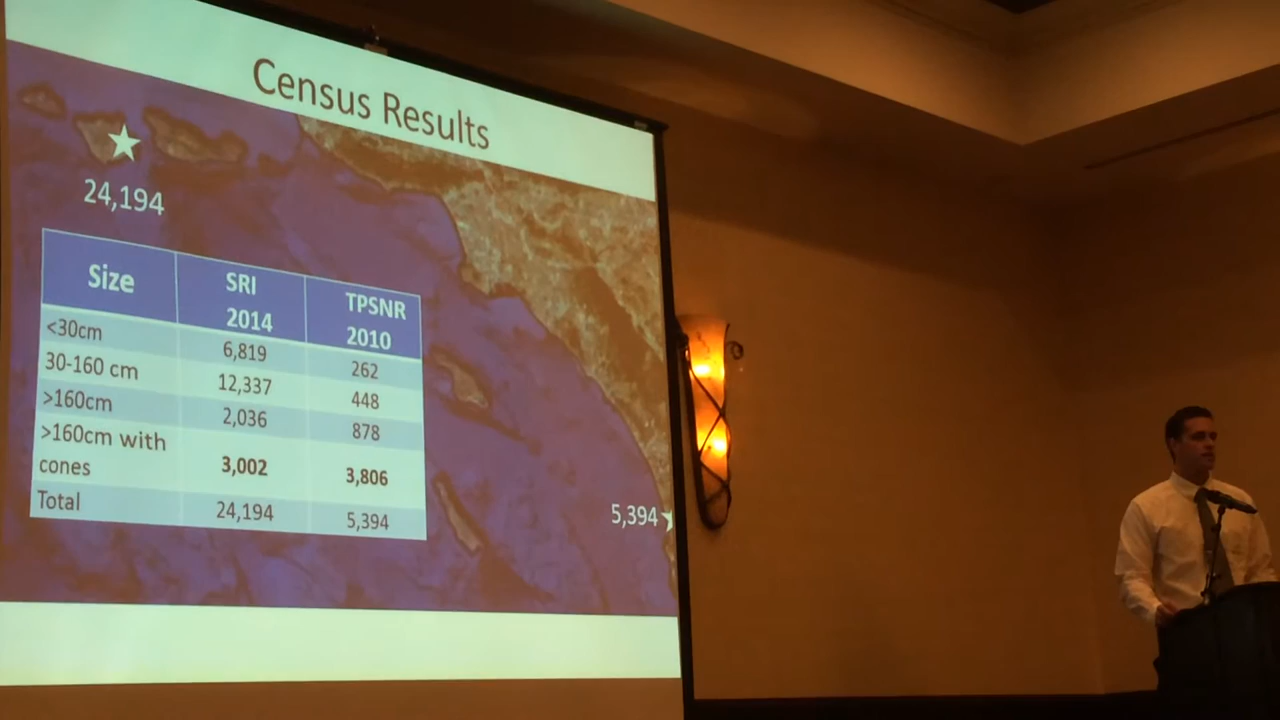 Census Results
24,194
Size SRI 2014 TPSNR 2010
<30cm 6,819 262
30-160 cm 12,337 448
>160cm 2,036 878
>160cm with cones 3,002 3,806
Total 24,194 5,394
5,394